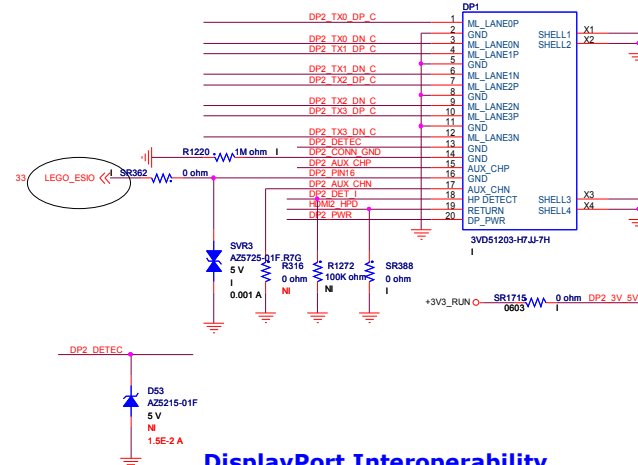 DP1
DP2_TX0_DP_C 1 ML_LANE0P
2 GND SHELL1 X1
DP2_TX0_DN_C 3 ML_LANE0N SHELL2 X2
DP2_TX1_DP_C 4 ML_LANE1P
5 GND
DP2_TX1_DN_C 6 ML_LANE1N
DP2_TX2_DP_C 7 ML_LANE2P
8 GND
DP2_TX2_DN_C 9 ML_LANE2N
DP2_TX3_DP_C 10 ML_LANE3P
11 GND
DP2_TX3_DN_C 12 ML_LANE3N
DP2_DETEC 13 GND
R1220 1M ohm I DP2_CONN_GND 14 GND
DP2_AUX_CHP 15 AUX_CHP
33 LEGO_ESIO I SR362 0 ohm DP2_PIN16 16 GND
DP2_AUX_CHN 17 AUX_CHN
DP2_DET_I 18 HP DETECT SHELL3 X3
HDMI2_HPD 19 RETURN SHELL4 X4
DP2_PWR 20 DP_PWR
3VD51203-H7JJ-7H
I
SVR3
AZ5725-01F.R7G
5 V
I
0.001 A
R316
0 ohm
NI
R1272
100K ohm
NI
SR388
0 ohm
I
+3V3_RUN SR1715 0 ohm DP2_3V_5V
0603 I
DP2_DETEC
D53
AZ5215-01F
5 V
NI
1.5E-2 A
DisplayPort Interoperability